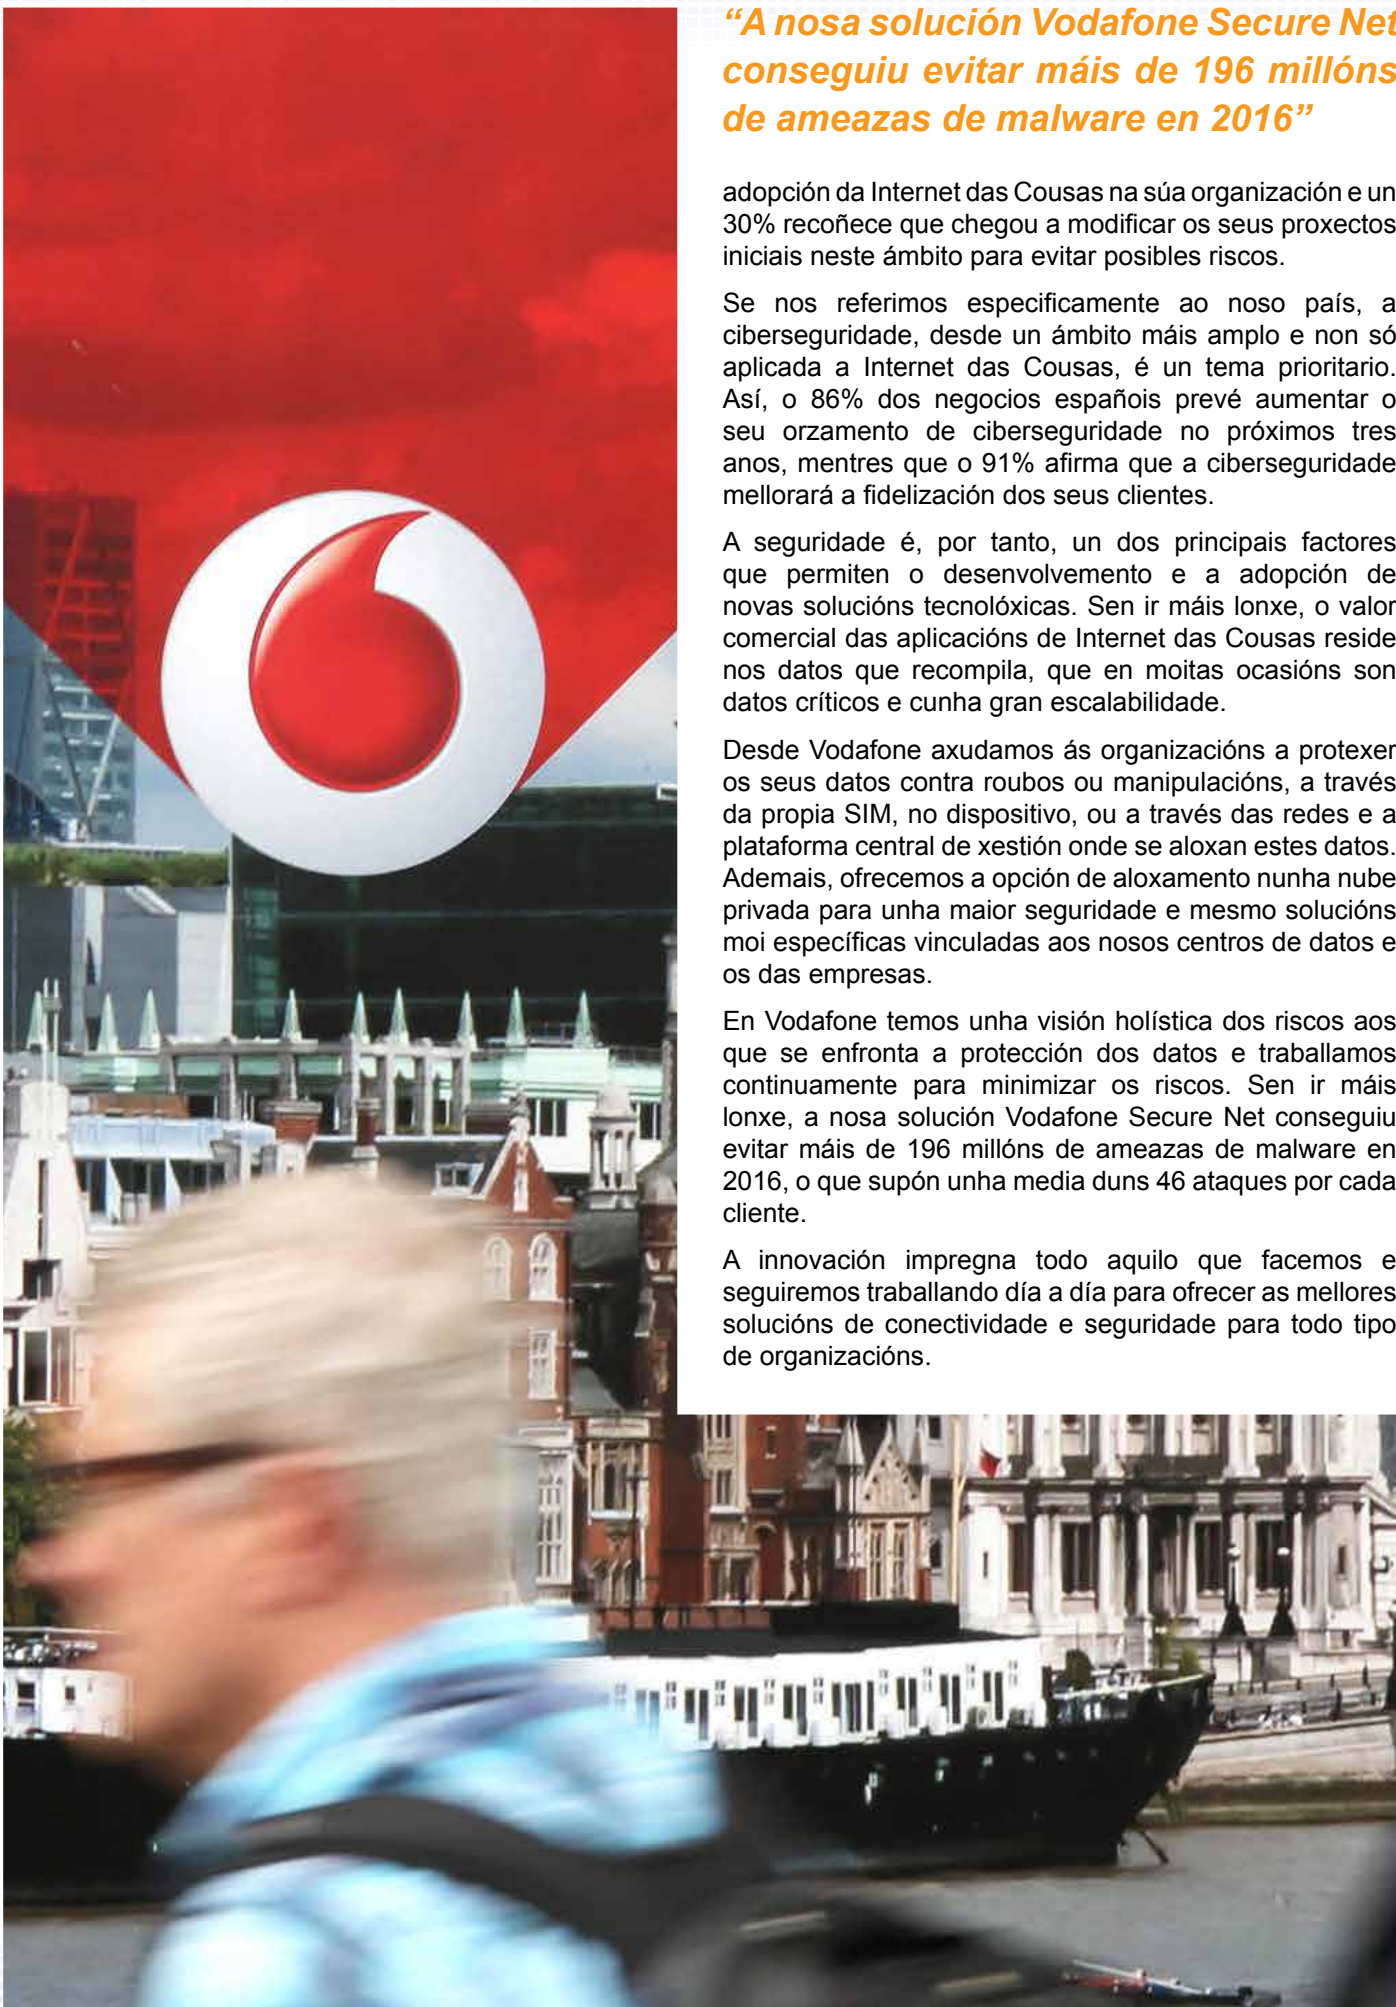 “A nosa solución Vodafone Secure Net
conseguiu evitar máis de 196 millóns
de ameazas de malware en 2016”
adopción da Internet das Cousas na súa organización e un
30% recoñece que chegou a modificar os seus proxectos
iniciais neste ámbito para evitar posibles riscos.
Se nos referimos especificamente ao noso país, a
ciberseguridade, desde un ámbito máis amplo e non só
aplicada a Internet das Cousas, é un tema prioritario.
Así, o 86% dos negocios españois prevé aumentar o
seu orzamento de ciberseguridade no próximos tres
anos, mentres que o 91% afirma que a ciberseguridade
mellorará a fidelización dos seus clientes.
A seguridade é, por tanto, un dos principais factores
que permiten o desenvolvemento e a adopción de
novas solucións tecnolóxicas. Sen ir máis lonxe, o valor
comercial das aplicacións de Internet das Cousas reside
nos datos que recompila, que en moitas ocasións son
datos críticos e cunha gran escalabilidade.
Desde Vodafone axudamos ás organizacións a protexer
os seus datos contra roubos ou manipulacións, a través
da propia SIM, no dispositivo, ou a través das redes e a
plataforma central de xestión onde se aloxan estes datos.
Ademais, ofrecemos a opción de aloxamento nunha nube
privada para unha maior seguridade e mesmo solucións
moi específicas vinculadas aos nosos centros de datos e
os das empresas.
En Vodafone temos unha visión holística dos riscos aos
que se enfronta a protección dos datos e traballamos
continuamente para minimizar os riscos. Sen ir máis
lonxe, a nosa solución Vodafone Secure Net conseguiu
evitar máis de 196 millóns de ameazas de malware en
2016, o que supón unha media duns 46 ataques por cada
cliente.
A innovación impregna todo aquilo que facemos e
seguiremos traballando día a día para ofrecer as mellores
solucións de conectividade e seguridade para todo tipo
de organizacións.